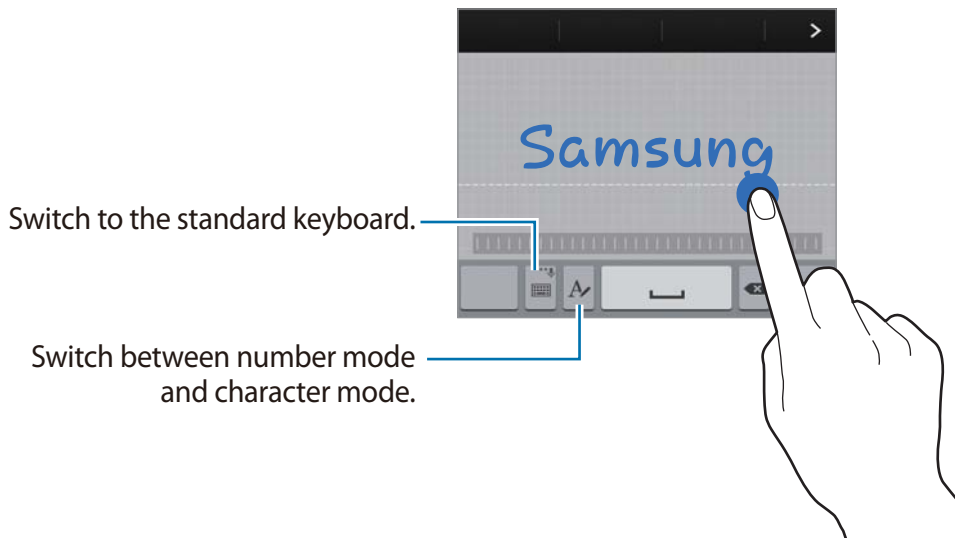 Samsung
Switch to the standard keyboard.
A
Switch between number mode
and character mode.